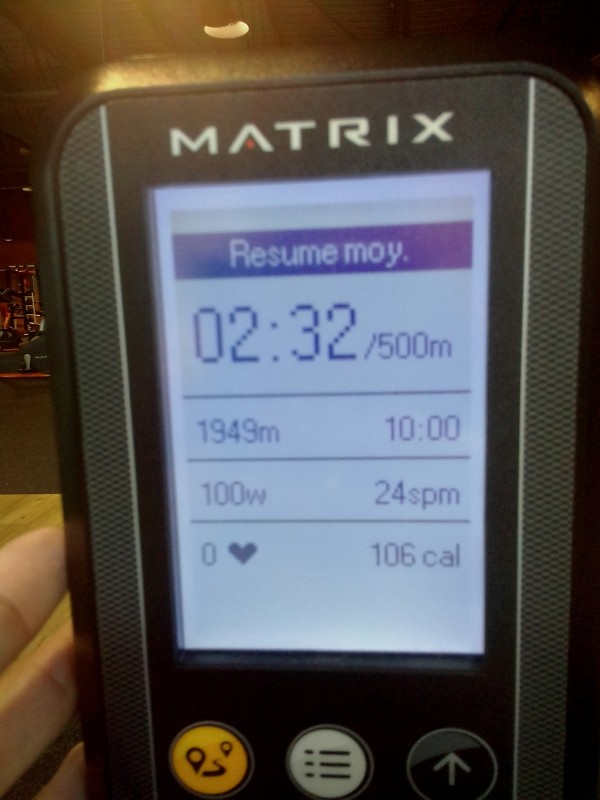 MATRIX
Resume moy.
02:32/500m
1949m 10:00
100w 24spm
0 106 cal